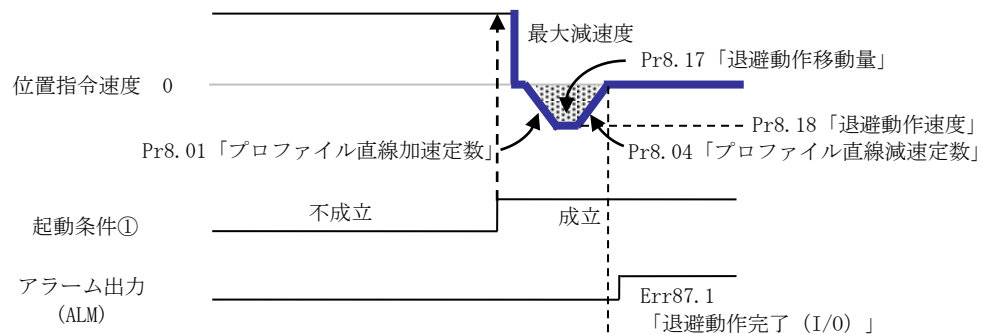 最大減速度
Pr8.17「退避動作移動量」
位置指令速度 0
Pr8.18「退避動作速度」
Pr8.01「プロファイル直線加速定数」
Pr8.04「プロファイル直線減速定数」
不成立
成立
起動条件①
アラーム出力
(ALM)
Err87.1
「退避動作完了（I/O）」